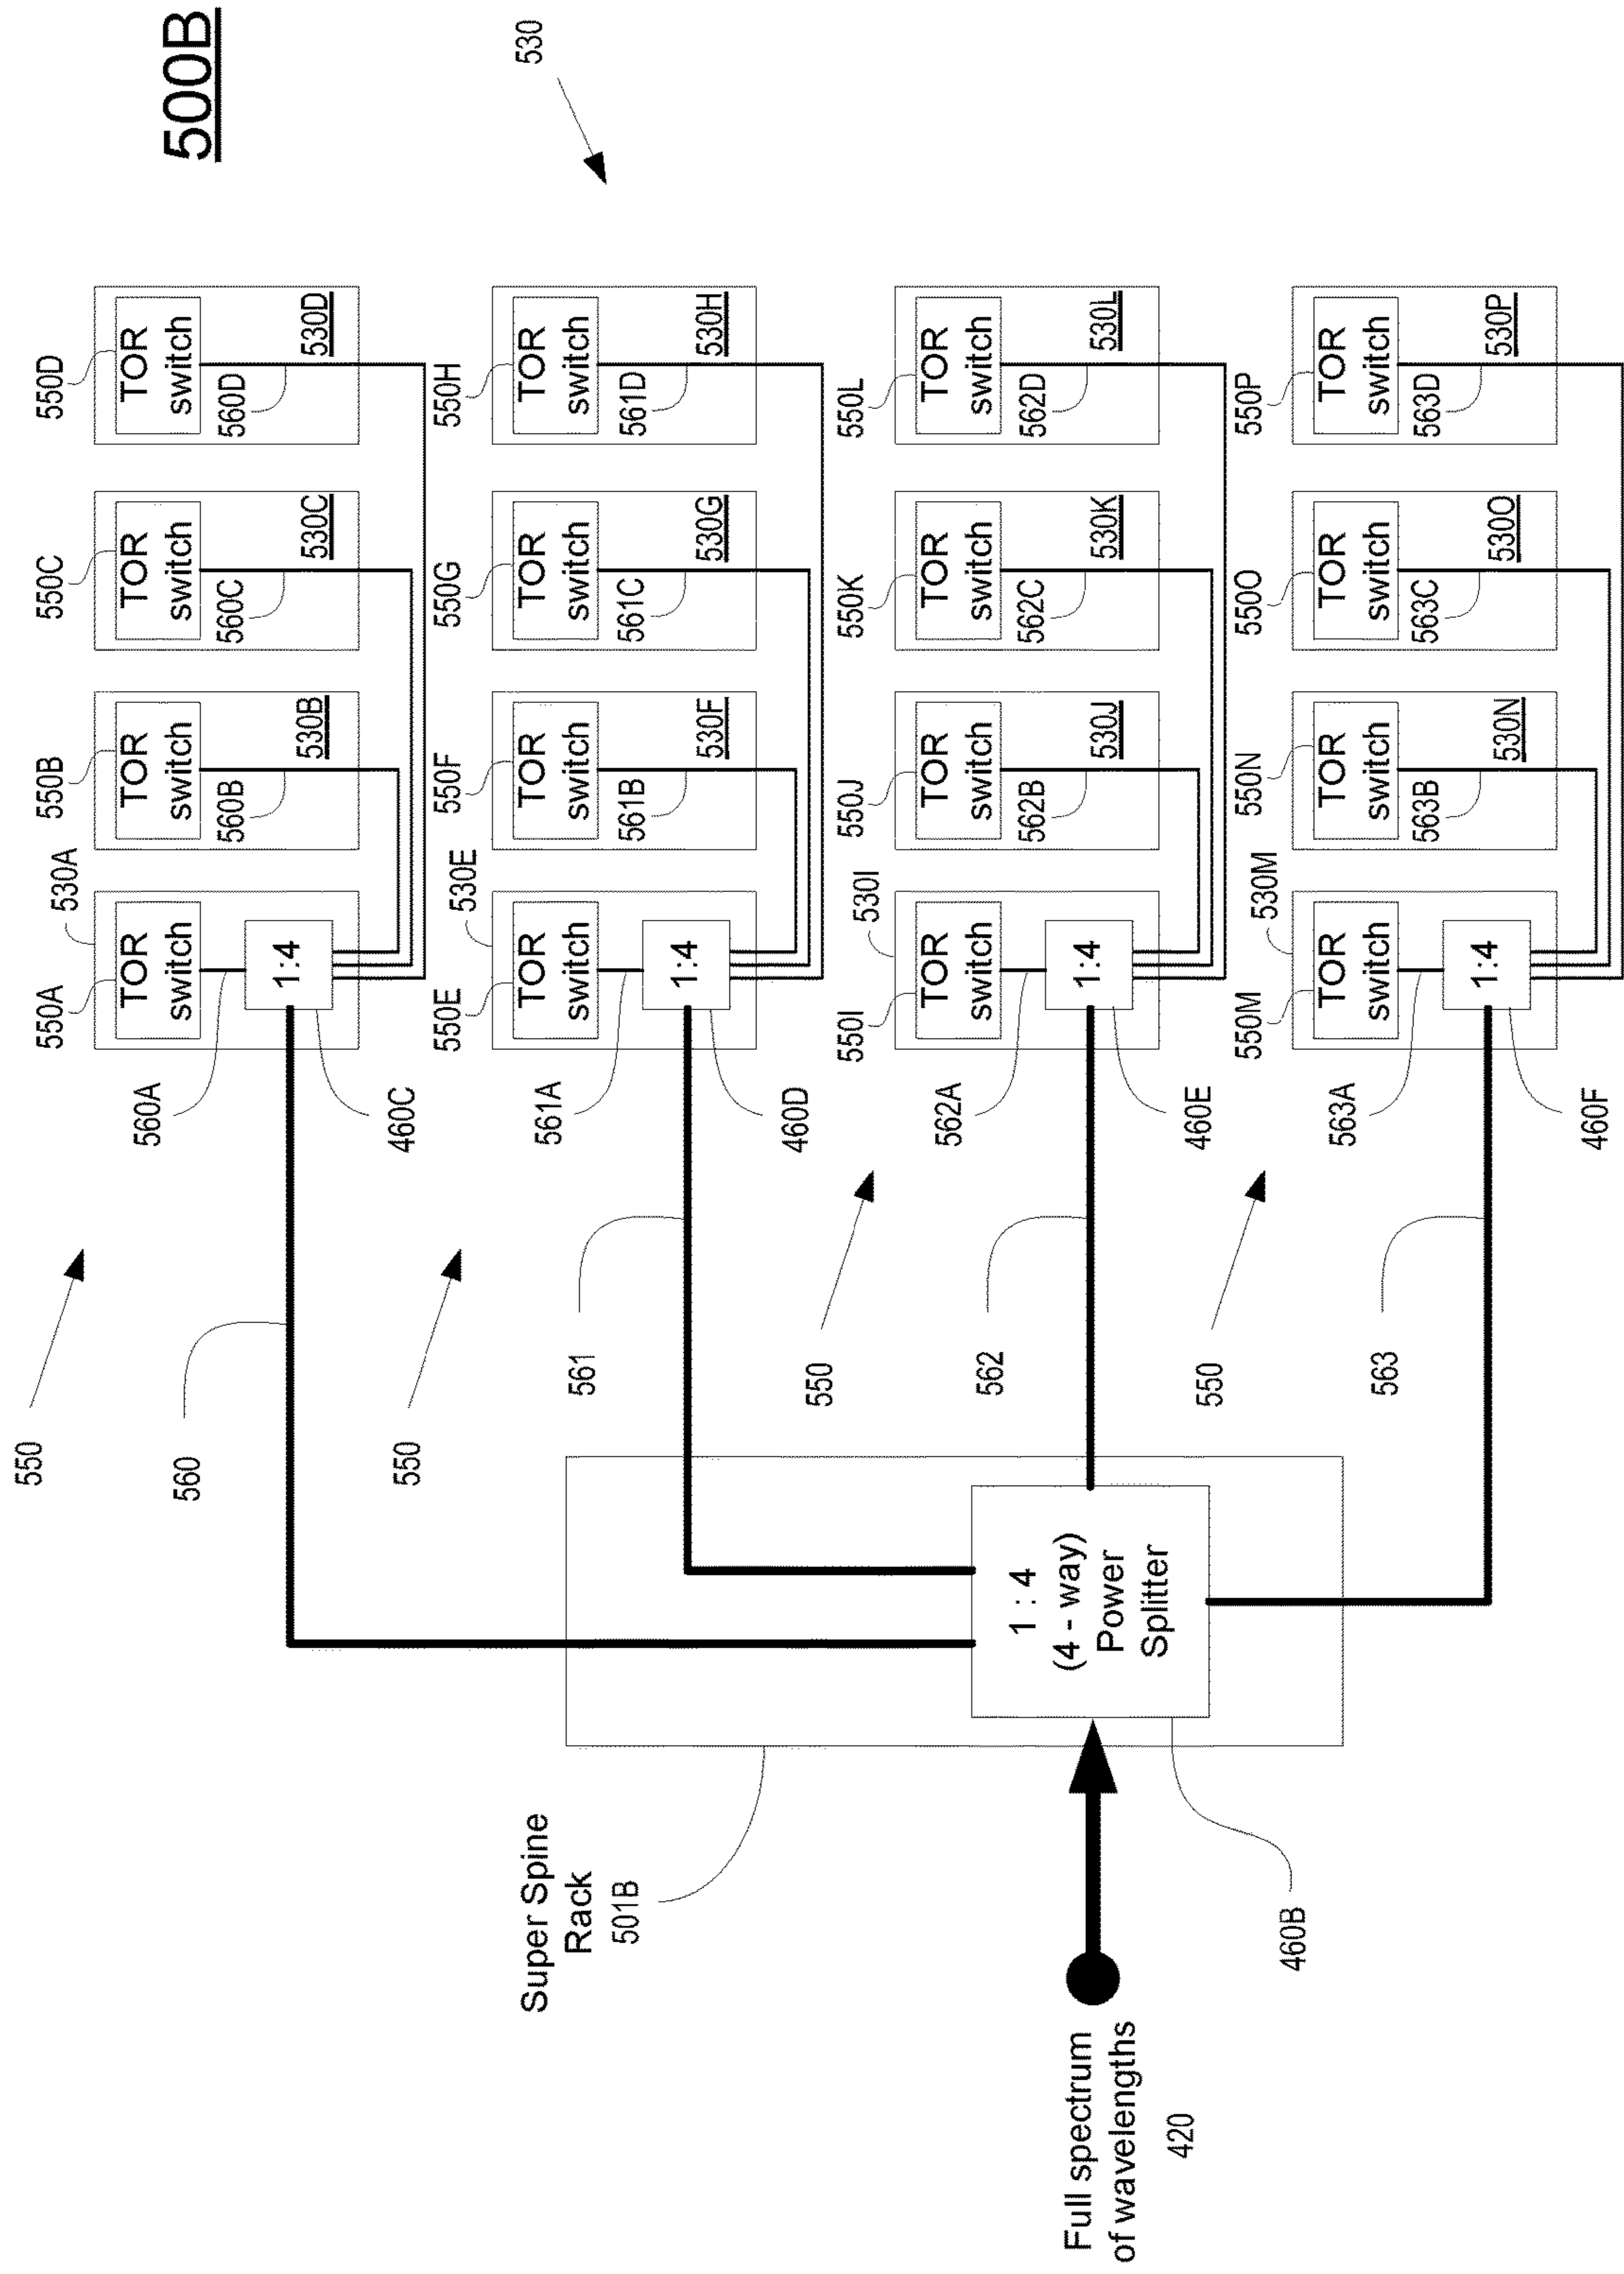 500B
530
550D
550C
550B
530A
550A
TOR
switch
560D
530D
TOR
switch
560C
530C
TOR
switch
560B
530B
TOR
switch
1:4
560A
460C
550
560
550H
550G
550F
530E
550E
TOR
switch
561D
530H
TOR
switch
561C
530G
TOR
switch
561B
530F
TOR
switch
1:4
561A
460D
550
561
550L
550K
550J
530I
550I
TOR
switch
562D
530L
TOR
switch
562C
530K
TOR
switch
562B
530J
TOR
switch
1:4
562A
460E
550
562
550P
550O
550N
530M
550M
TOR
switch
563D
530P
TOR
switch
563C
530O
TOR
switch
563B
530N
TOR
switch
1:4
563A
460F
550
563
Super Spine
Rack
501B
1 : 4
(4 - way)
Power
Splitter
460B
Full spectrum
of wavelengths
420